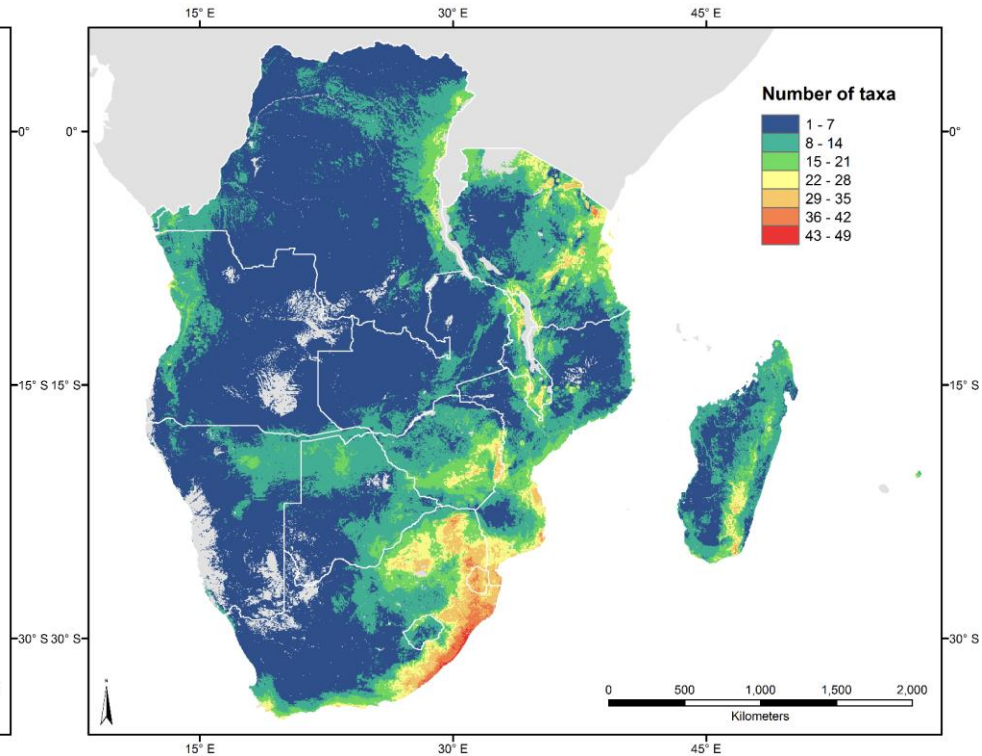 15° E 30° E 45° E
0° 0° 0°
15° S 15° S 15° S
30° S 30° S 30° S
15° E 30° E 45° E
Number of taxa
1 - 7
8 - 14
15 - 21
22 - 28
29 - 35
36 - 42
43 - 49
0 500 1,000 1,500 2,000
Kilometers